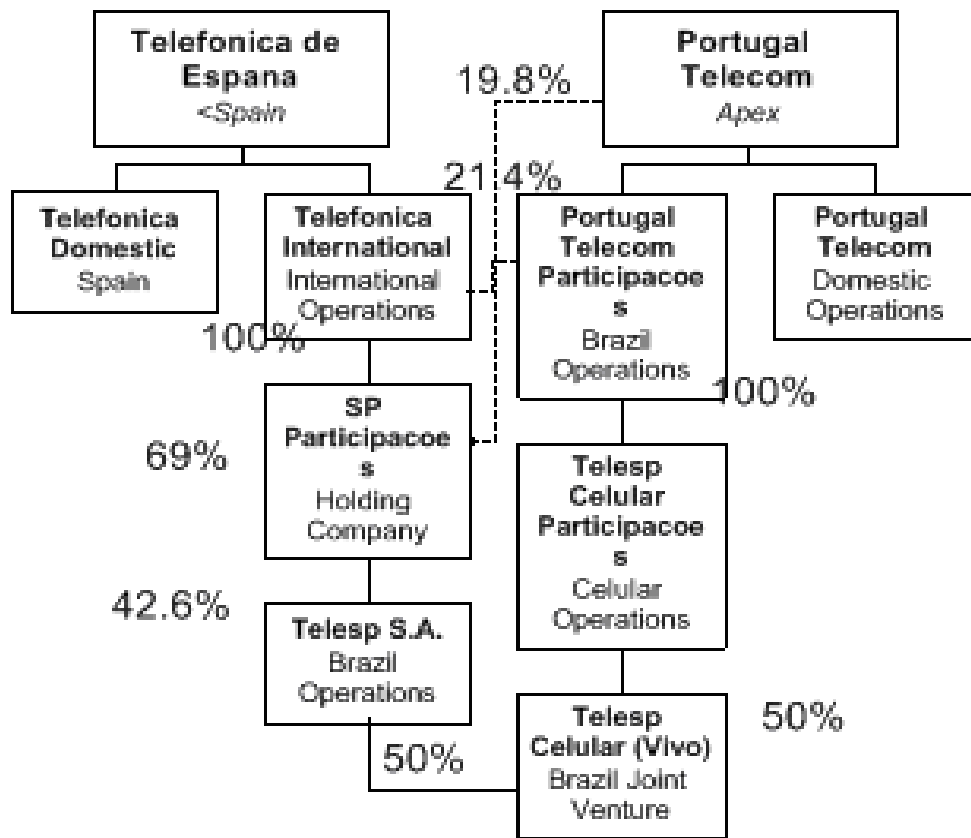 Telefonica de
Espana
<Spain
Portugal
Telecom
Apex
19.8%
21.4%
Telefonica
Domestic
Spain
Telefonica
International
International
Operations
Portugal
Telecom
Participacoe
s
Brazil
Operations
Portugal
Telecom
Domestic
Operations
100%
100%
SP
Participacoe
s
Holding
Company
69%
Telesp
Celular
Participacoe
s
Celular
Operations
42.6%
Telesp S.A.
Brazil
Operations
Telesp
Celular (Vivo)
Brazil Joint
Venture
50%
50%